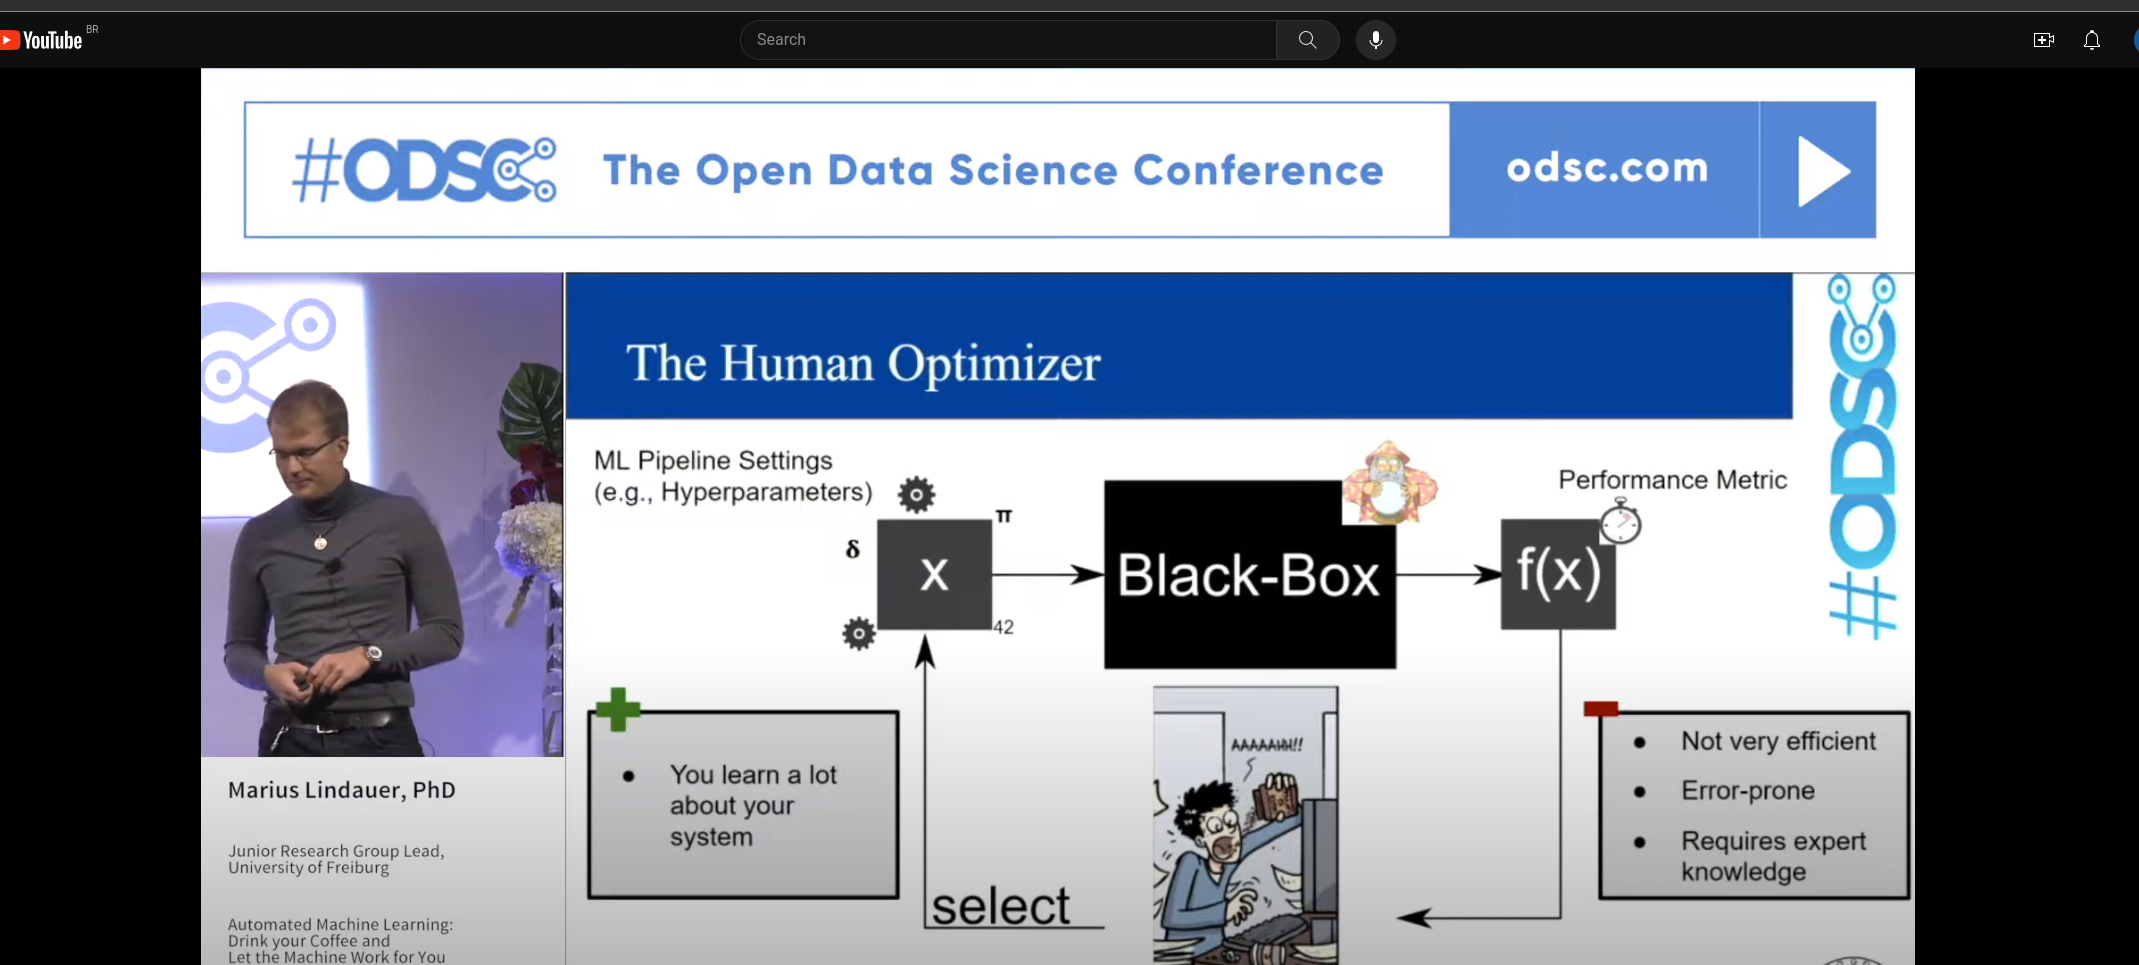 YouTube BR
Search
#ODSC
The Open Data Science Conference
odsc.com
The Human Optimizer
#ODSC
ML Pipeline Settings
(e.g., Hyperparameters)
Performance Metric
π
δ
x
42
Black-Box
f(x)
You learn a lot
about your
system
AAAAAHH!!
select
Not very efficient
Error-prone
Requires expert
knowledge
Marius Lindauer, PhD
Junior Research Group Lead,
University of Freiburg
Automated Machine Learning:
Drink your Coffee and
Let the Machine Work for You